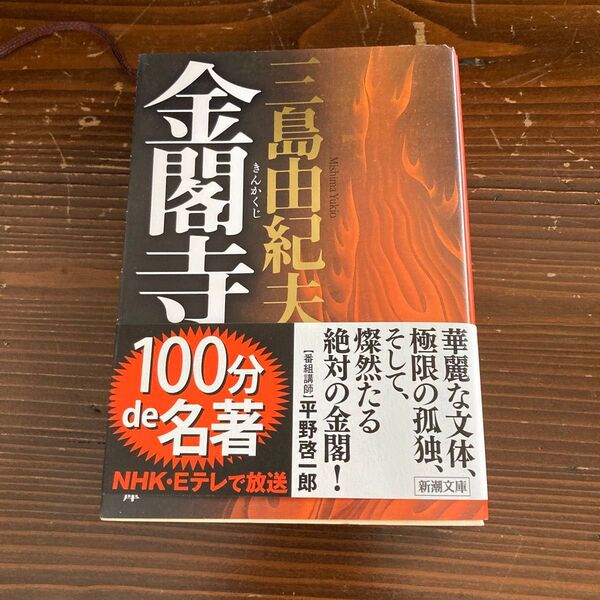 三島由紀夫
Mishima Yukio
金閣寺
きんかくじ
華麗な文体、
極限の孤独、
そして、
燦然たる
絶対の金閣!
【番組講師】平野啓一郎
新潮文庫
100分
de名著
NHK・Eテレで放送
庫